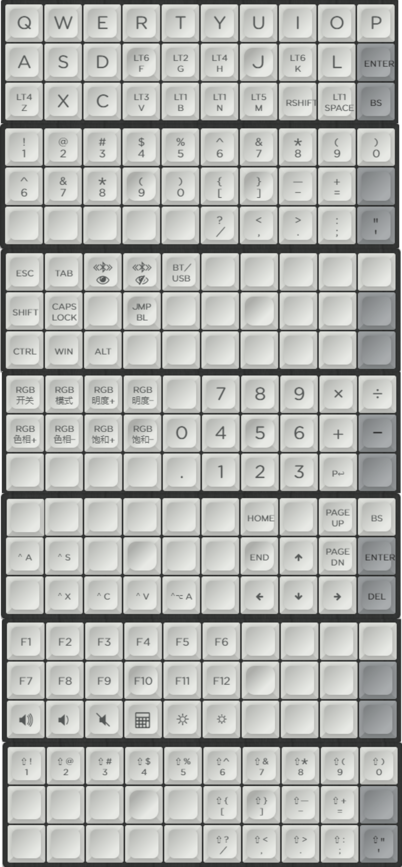 Q W E R T Y U I O P
A S D LT6 F LT2 G LT4 H J LT6 K L ENTER
LT4 Z X C LT3 V LT1 B LT1 N LT5 M RSHIFT LT1 SPACE BS
! 1 @ 2 # 3 $ 4 % 5 ^ 6 & 7 * 8 ( 9 ) 0
^ 6 & 7 * 8 ( 9 ) 0 { [ } ] — - + =
? / < , > . : ; " '
ESC TAB BT/ USB
SHIFT CAPS LOCK JMP BL
CTRL WIN ALT
RGB 开关 RGB 模式 RGB 明度+ RGB 明度- 7 8 9 × ÷
RGB 色相+ RGB 色相- RGB 饱和+ RGB 饱和- 0 4 5 6 + −
. 1 2 3 P↵
HOME PAGE UP BS
^ A ^ S END ↑ PAGE DN ENTER
^ X ^ C ^ V ^⌥ A ← ↓ → DEL
F1 F2 F3 F4 F5 F6
F7 F8 F9 F10 F11 F12
⇧! 1 ⇧@ 2 ⇧# 3 ⇧$ 4 ⇧% 5 ⇧^ 6 ⇧& 7 ⇧* 8 ⇧( 9 ⇧) 0
⇧{ [ ⇧} ] ⇧— - ⇧+ =
⇧? / ⇧< , ⇧> . ⇧: ; ⇧" '